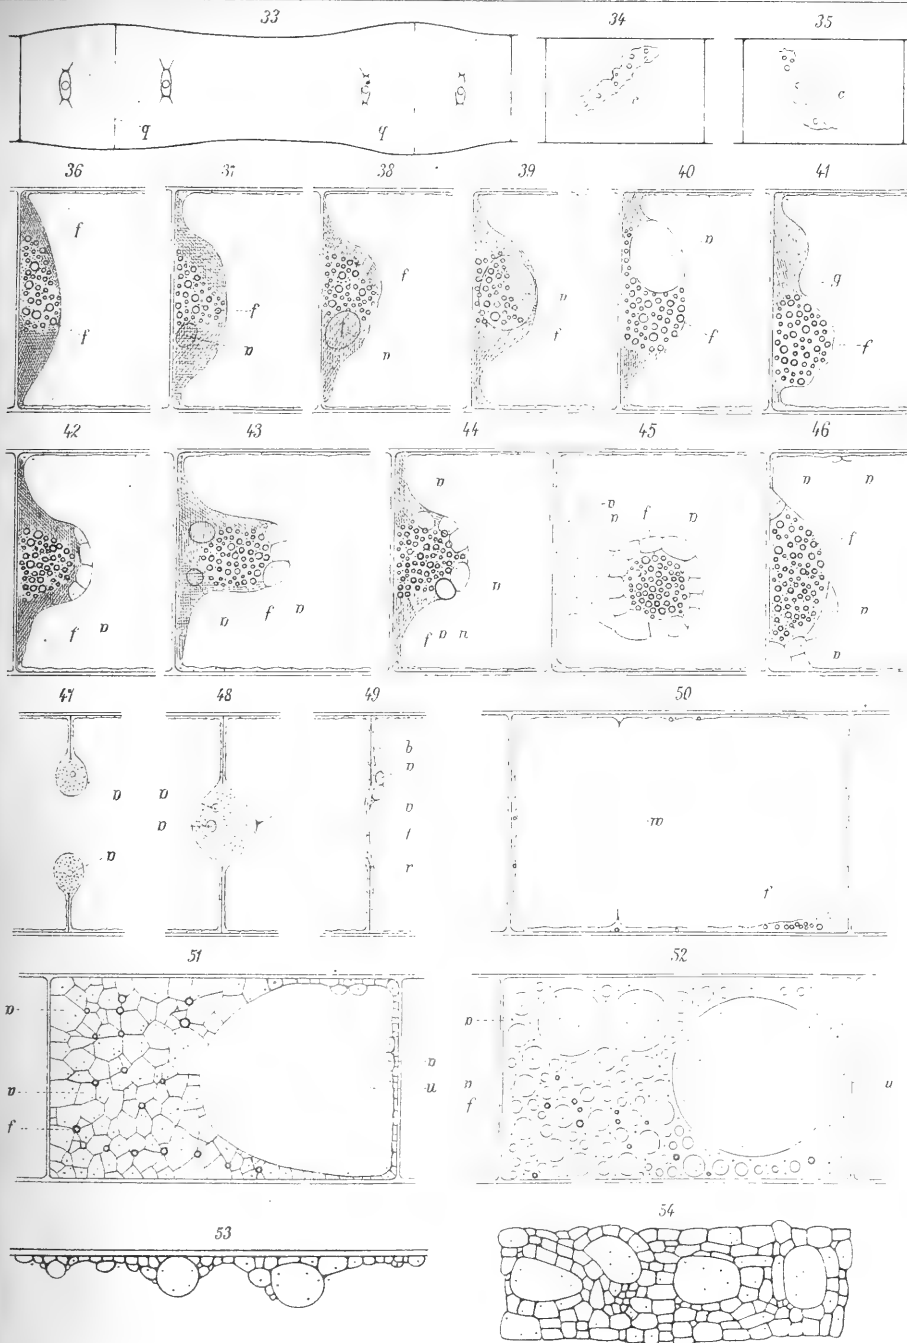 33 34 35
c c
q q
36 37 38 39 40 41
f f v
f g
f v f
f v f f
v
42 43 44 45 46
v v v
v f v
f
v v
f v v f v f v n v
47 48 49 50
b
v
v v v
v w
v f
r f
51 52
v v
v
v u v u
f f
53 54